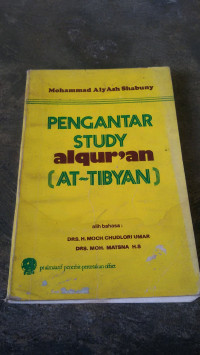 Mohammad Aly Ash Shabuny
PENGANTAR
STUDY
alqur'an
(AT-TIBYAN)
alih bahasa :
DRS. H. MOCH CHUDLORI UMAR
DRS. MOH. MATSNA H.S